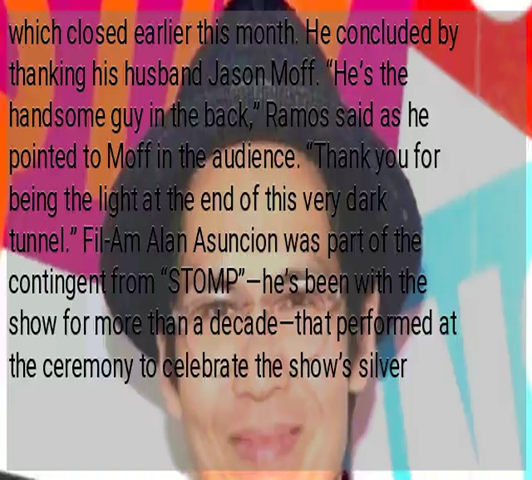 which closed earlier this month. He concluded by
thanking his husband Jason Moff. “He’s the
handsome guy in the back,” Ramos said as he
pointed to Moff in the audience. “Thank you for
being the light at the end of this very dark
tunnel.” Fil-Am Alan Asuncion was part of the
contingent from “STOMP”—he’s been with the
show for more than a decade—that performed at
the ceremony to celebrate the show’s silver